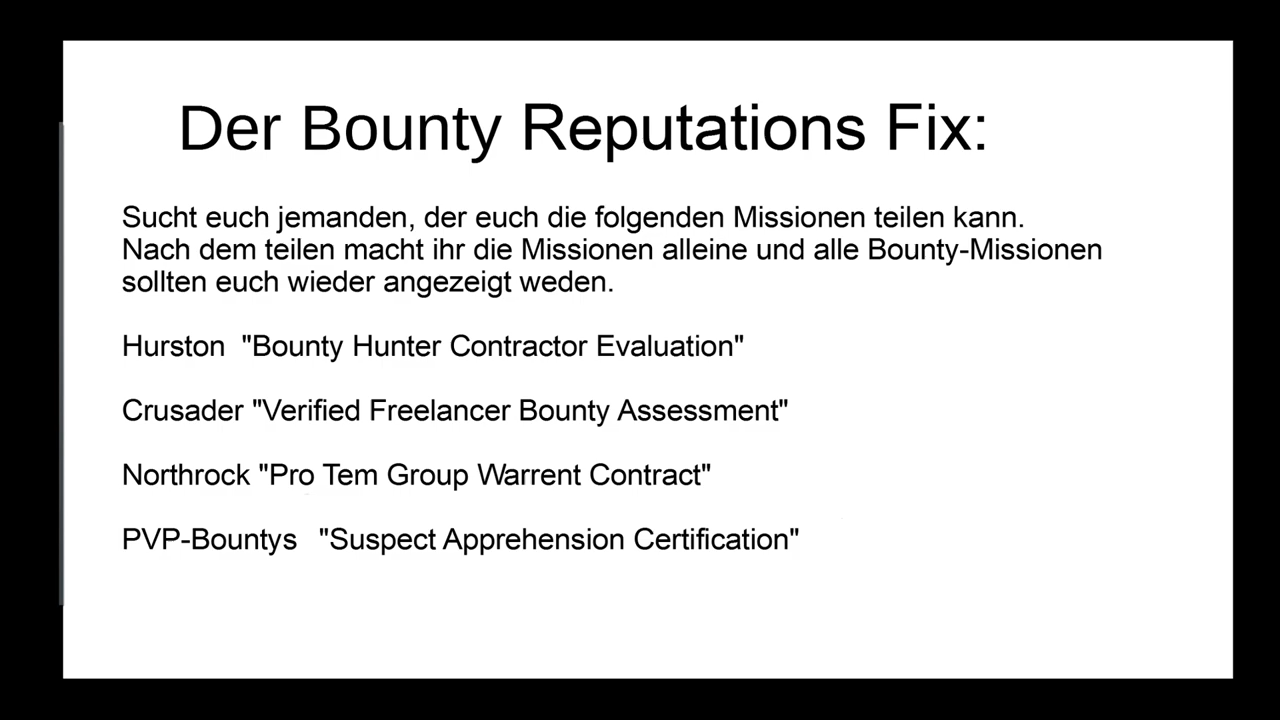 Der Bounty Reputations Fix:
Sucht euch jemanden, der euch die folgenden Missionen teilen kann.
Nach dem teilen macht ihr die Missionen alleine und alle Bounty-Missionen
sollten euch wieder angezeigt weden.
Hurston "Bounty Hunter Contractor Evaluation"
Crusader "Verified Freelancer Bounty Assessment"
Northrock "Pro Tem Group Warrent Contract"
PVP-Bountys "Suspect Apprehension Certification"